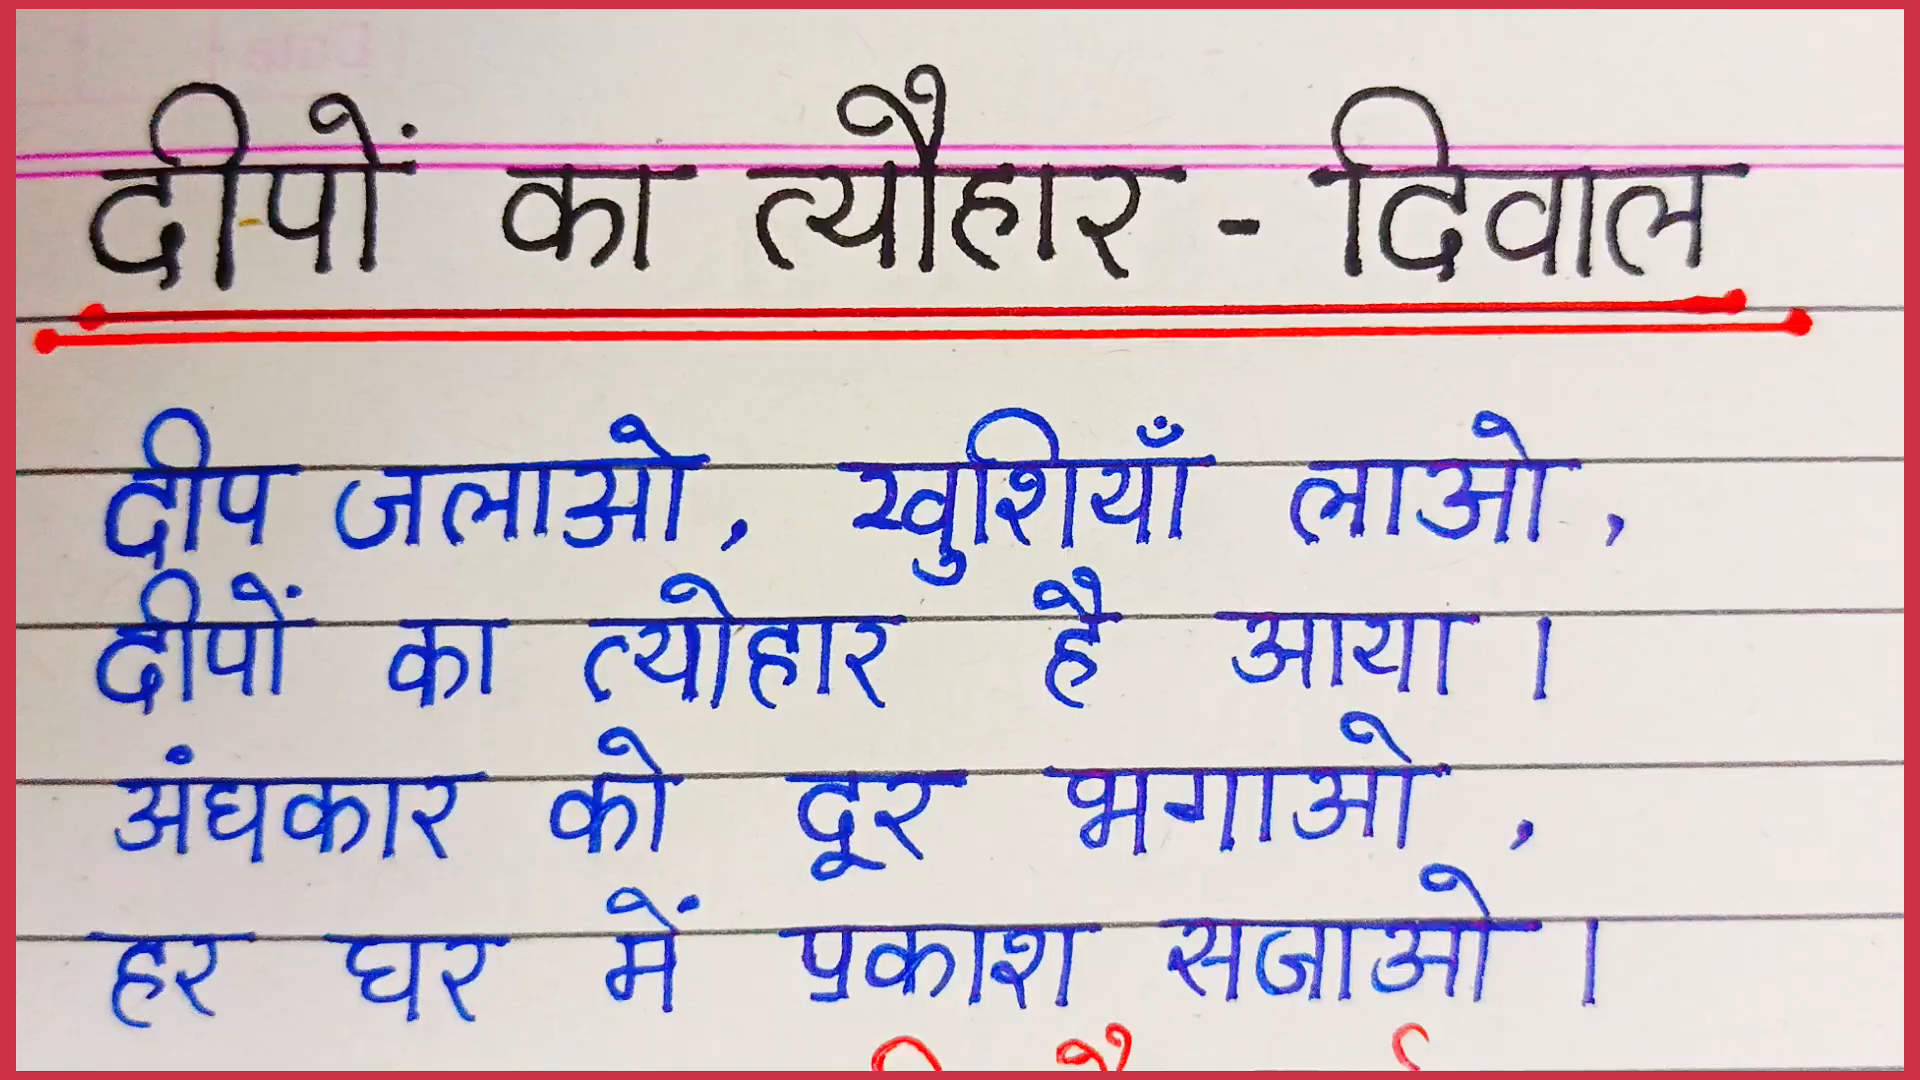 दीपों का त्यौहार - दिवाल
दीप जलाओ, खुशियाँ लाओ,
दीपों का त्योहार है आया।
अंधकार को दूर भगाओ,
हर घर में प्रकाश सजाओ।